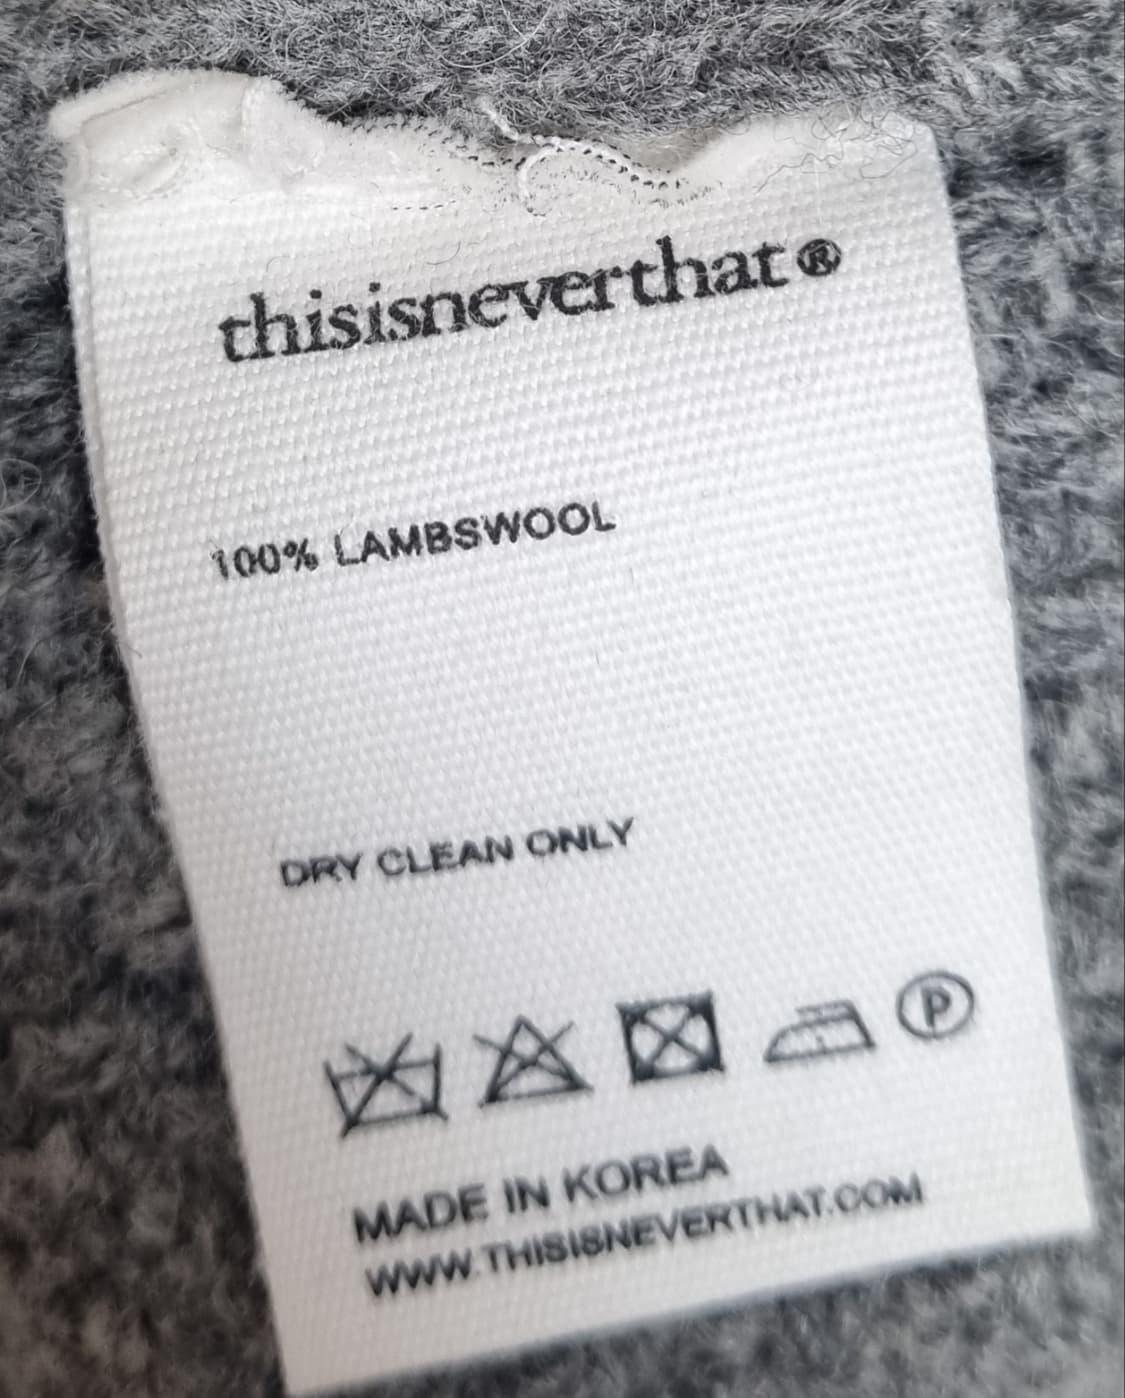 thisisneverthat®
100% LAMBSWOOL
DRY CLEAN ONLY
P
MADE IN KOREA
WWW.THISISNEVERTHAT.COM